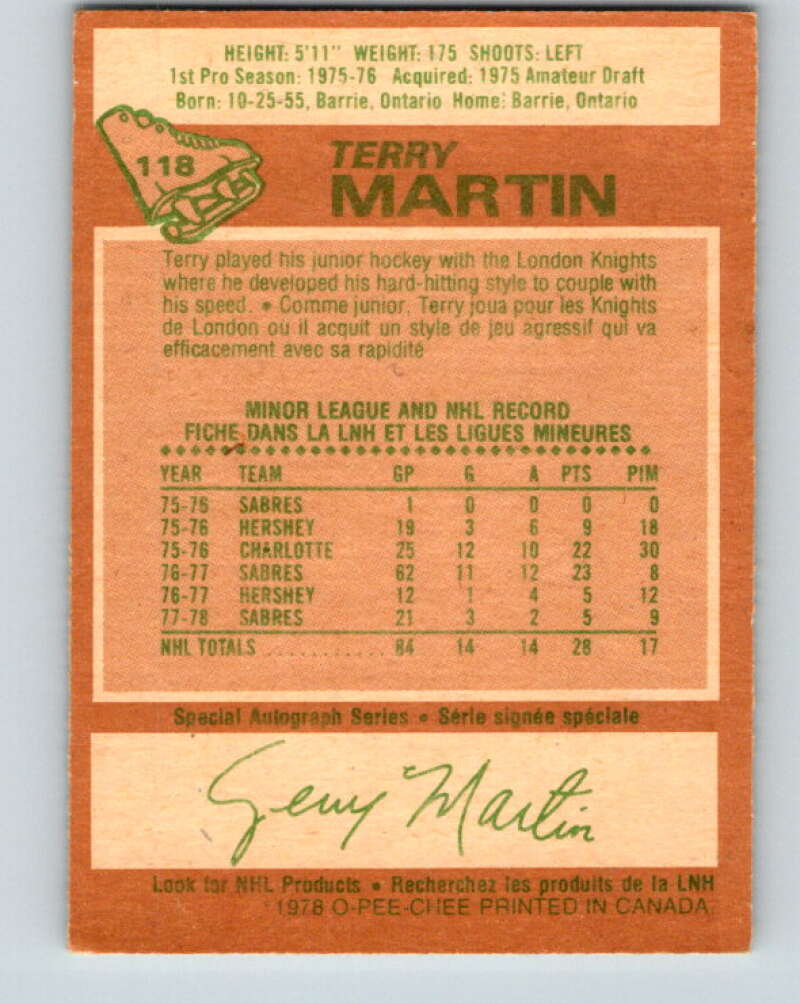 HEIGHT: 5'11" WEIGHT: 175 SHOOTS: LEFT
1st Pro Season: 1975-76 Acquired: 1975 Amateur Draft
Born: 10-25-55, Barrie, Ontario Home: Barrie, Ontario
118
TERRY
MARTIN
Terry played his junior hockey with the London Knights
where he developed his hard-hitting style to couple with
his speed. • Comme junior, Terry joua pour les Knights
de London où il acquit un style de jeu agressif qui va
efficacement avec sa rapidité
MINOR LEAGUE AND NHL RECORD
FICHE DANS LA LNH ET LES LIGUES MINEURES
YEAR TEAM GP G A PTS PIM
75-76 SABRES 1 0 0 0 0
75-76 HERSHEY 19 3 6 9 18
75-76 CHARLOTTE 25 12 10 22 30
76-77 SABRES 62 11 12 23 8
76-77 HERSHEY 12 1 4 5 12
77-78 SABRES 21 3 2 5 9
NHL TOTALS ........... 84 14 14 28 17
Special Autograph Series • Série signée spéciale
Terry Martin
Look for NHL Products • Recherchez les produits de la LNH
1978 O-PEE-CHEE PRINTED IN CANADA